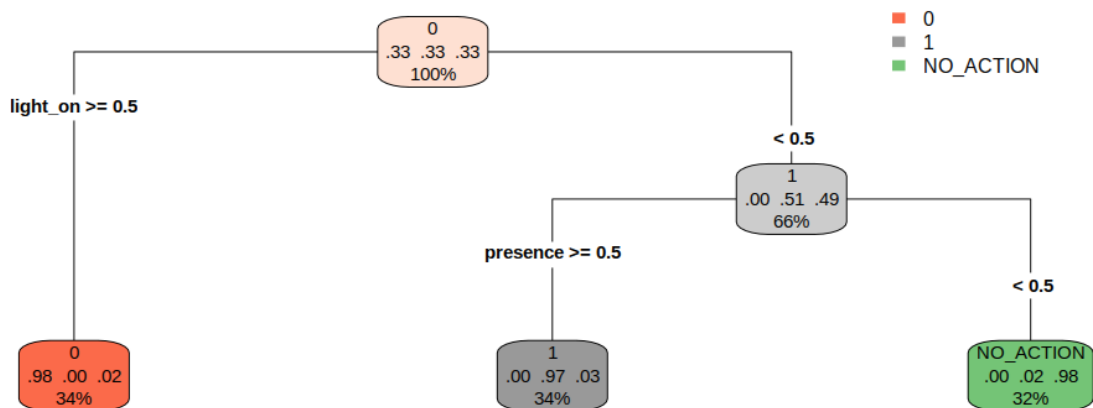 0
.33 .33 .33
100%
0
1
NO_ACTION
light_on >= 0.5
< 0.5
1
.00 .51 .49
66%
presence >= 0.5
< 0.5
0
.98 .00 .02
34%
1
.00 .97 .03
34%
NO_ACTION
.00 .02 .98
32%